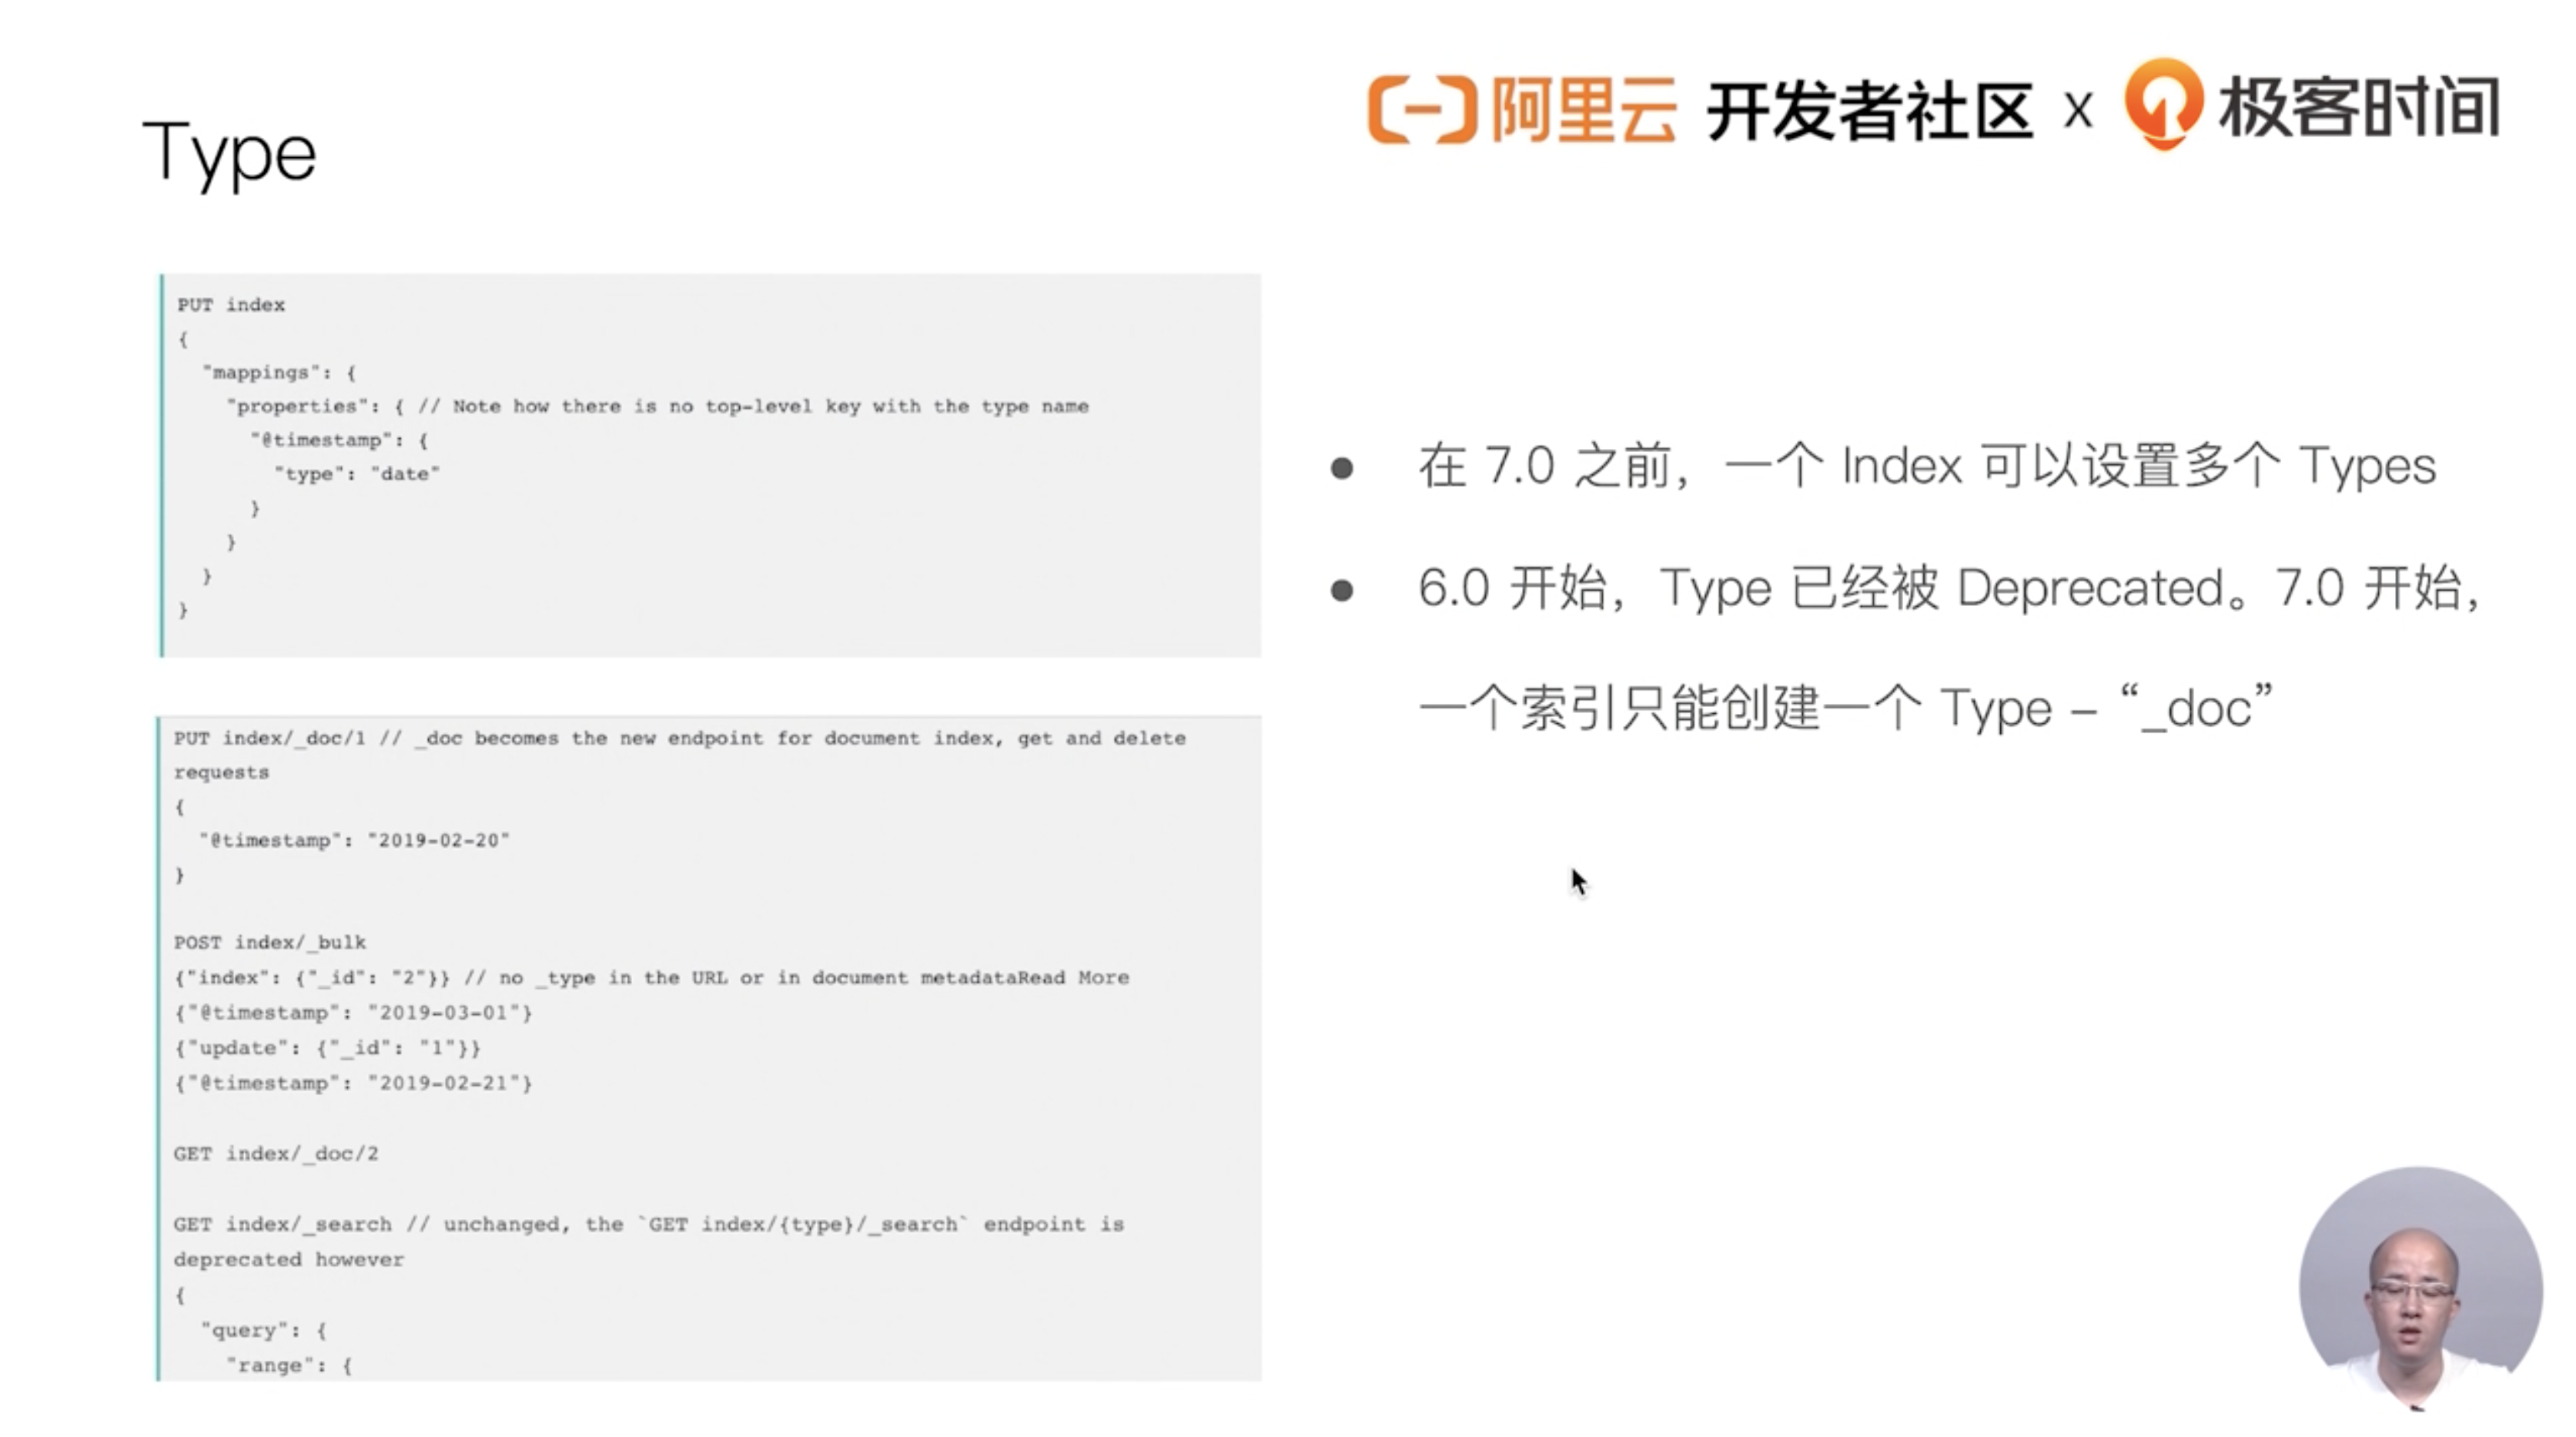 阿里云 开发者社区 x 极客时间
Type
PUT index
{
  "mappings": {
    "properties": { // Note how there is no top-level key with the type name
      "@timestamp": {
        "type": "date"
      }
    }
  }
}
PUT index/_doc/1 // _doc becomes the new endpoint for document index, get and delete
requests
{
  "@timestamp": "2019-02-20"
}
POST index/_bulk
{"index": {"_id": "2"}} // no _type in the URL or in document metadataRead More
{"@timestamp": "2019-03-01"}
{"update": {"_id": "1"}}
{"@timestamp": "2019-02-21"}
GET index/_doc/2
GET index/_search // unchanged, the `GET index/{type}/_search` endpoint is
deprecated however
{
  "query": {
    "range": {
● 在 7.0 之前，一个 Index 可以设置多个 Types
● 6.0 开始，Type 已经被 Deprecated。7.0 开始，
一个索引只能创建一个 Type – “_doc”